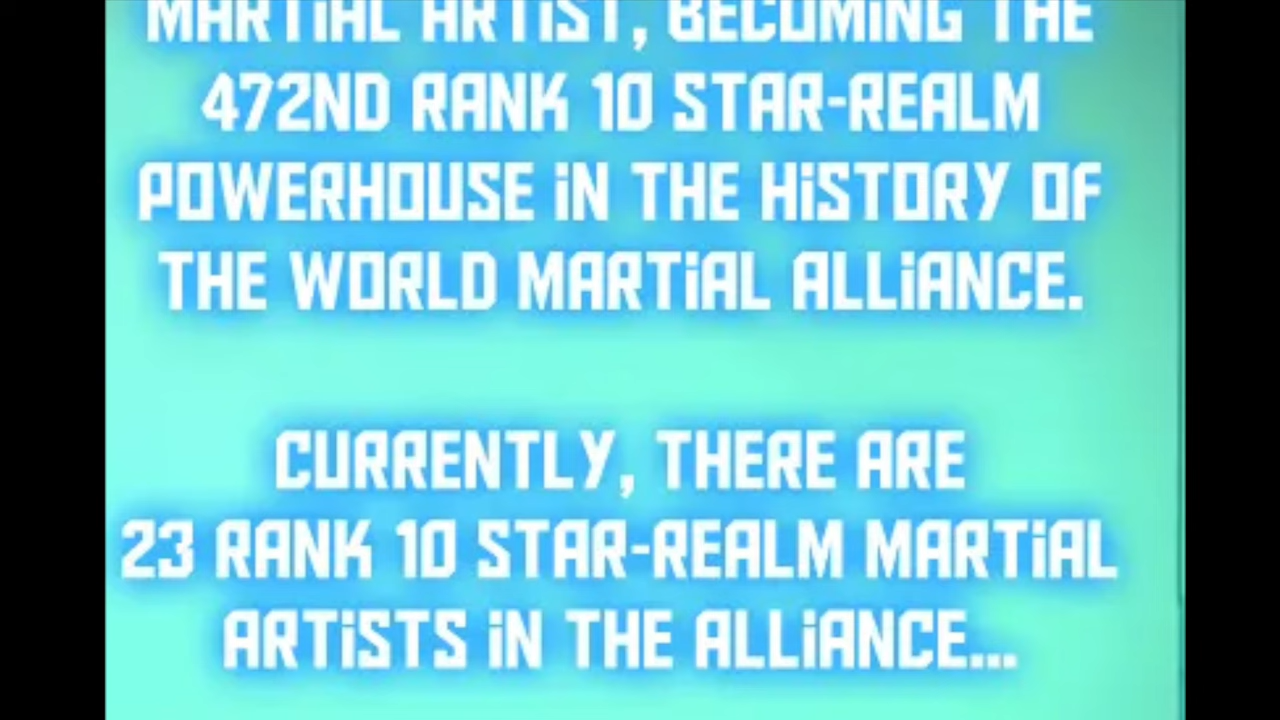 MARTiAL ARTiST, BECOMiNG THE
472ND RANK 10 STAR-REALM
POWERHOUSE iN THE HiSTORY OF
THE WORLD MARTiAL ALLiANCE.
CURRENTLY, THERE ARE
23 RANK 10 STAR-REALM MARTiAL
ARTiSTS iN THE ALLiANCE...